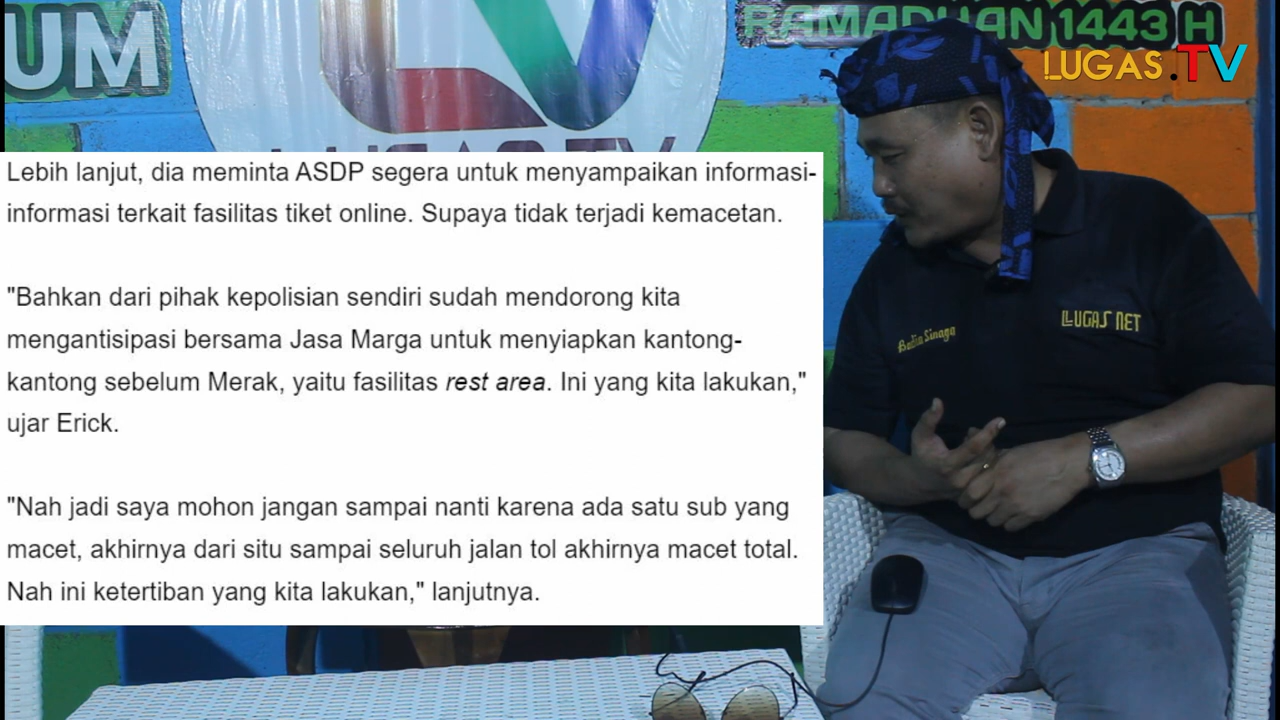 UM
RAMADHAN 1443 H
LUGAS.TV
LUGAS TV
Lebih lanjut, dia meminta ASDP segera untuk menyampaikan informasi-
informasi terkait fasilitas tiket online. Supaya tidak terjadi kemacetan.
"Bahkan dari pihak kepolisian sendiri sudah mendorong kita
mengantisipasi bersama Jasa Marga untuk menyiapkan kantong-
kantong sebelum Merak, yaitu fasilitas rest area. Ini yang kita lakukan,"
ujar Erick.
"Nah jadi saya mohon jangan sampai nanti karena ada satu sub yang
macet, akhirnya dari situ sampai seluruh jalan tol akhirnya macet total.
Nah ini ketertiban yang kita lakukan," lanjutnya.
Badia Sinaga
LUGAS NET